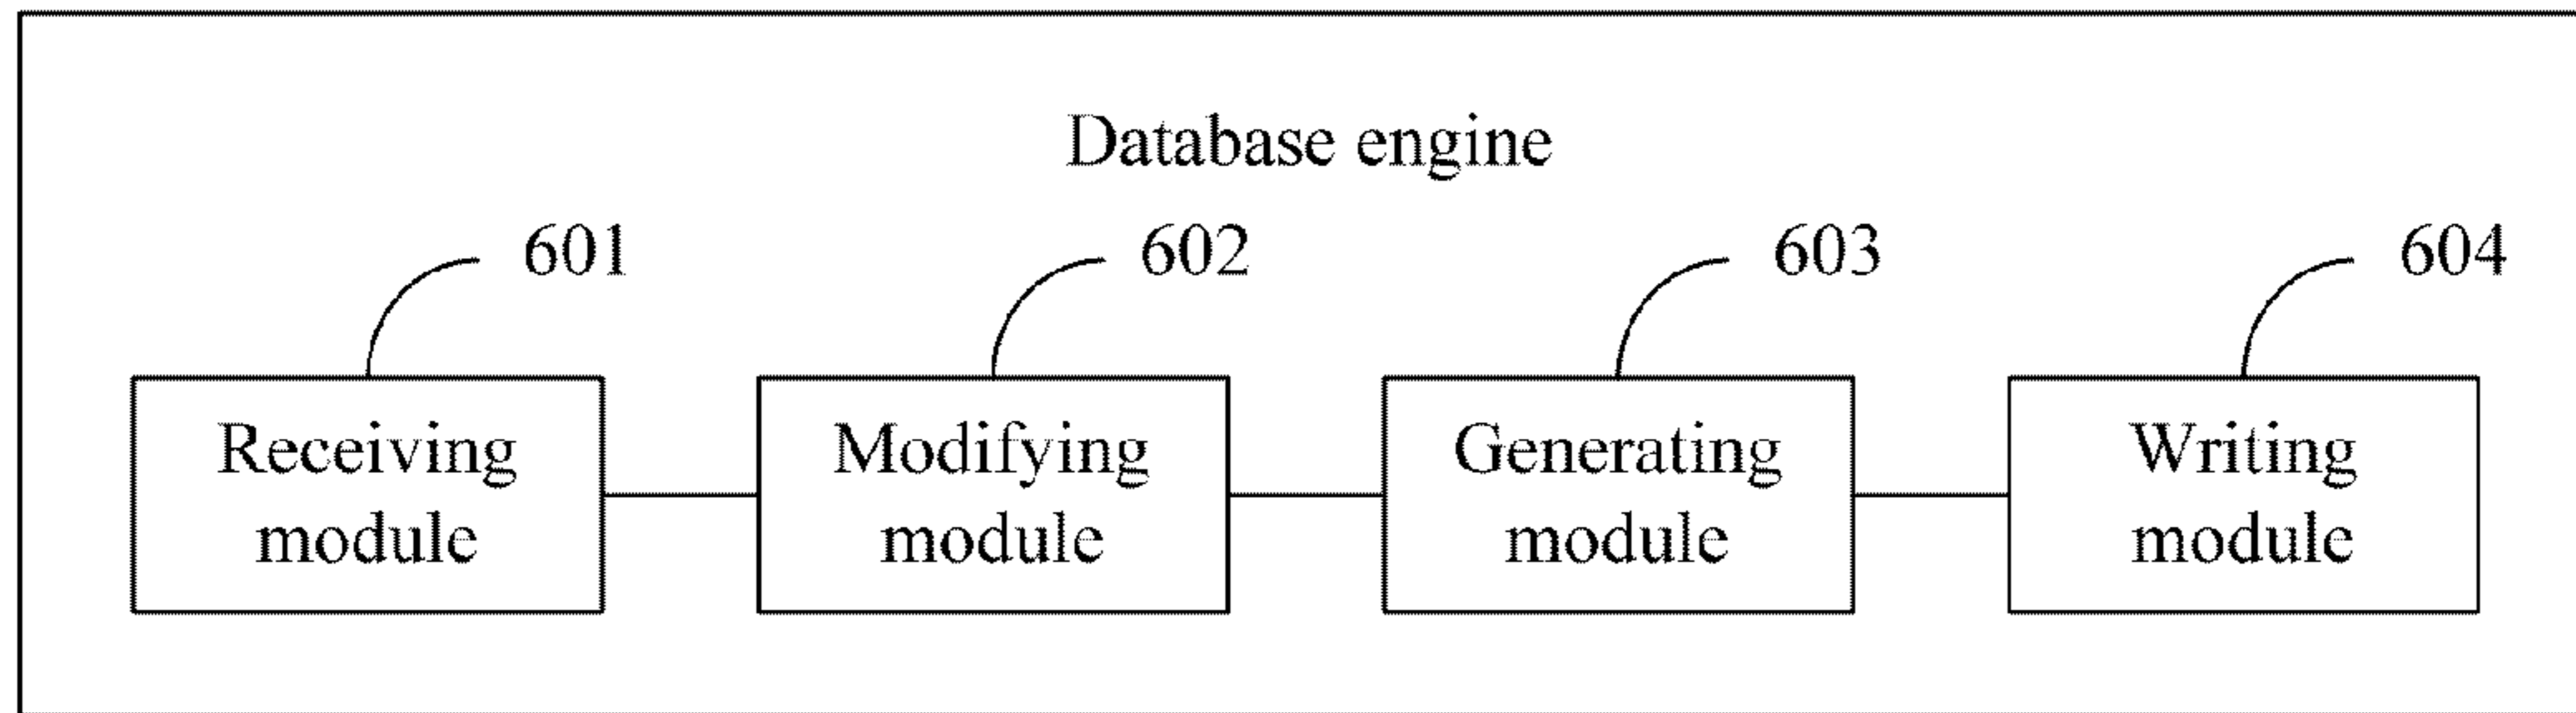 Database engine
601
602
603
604
Receiving
module
Modifying
module
Generating
module
Writing
module